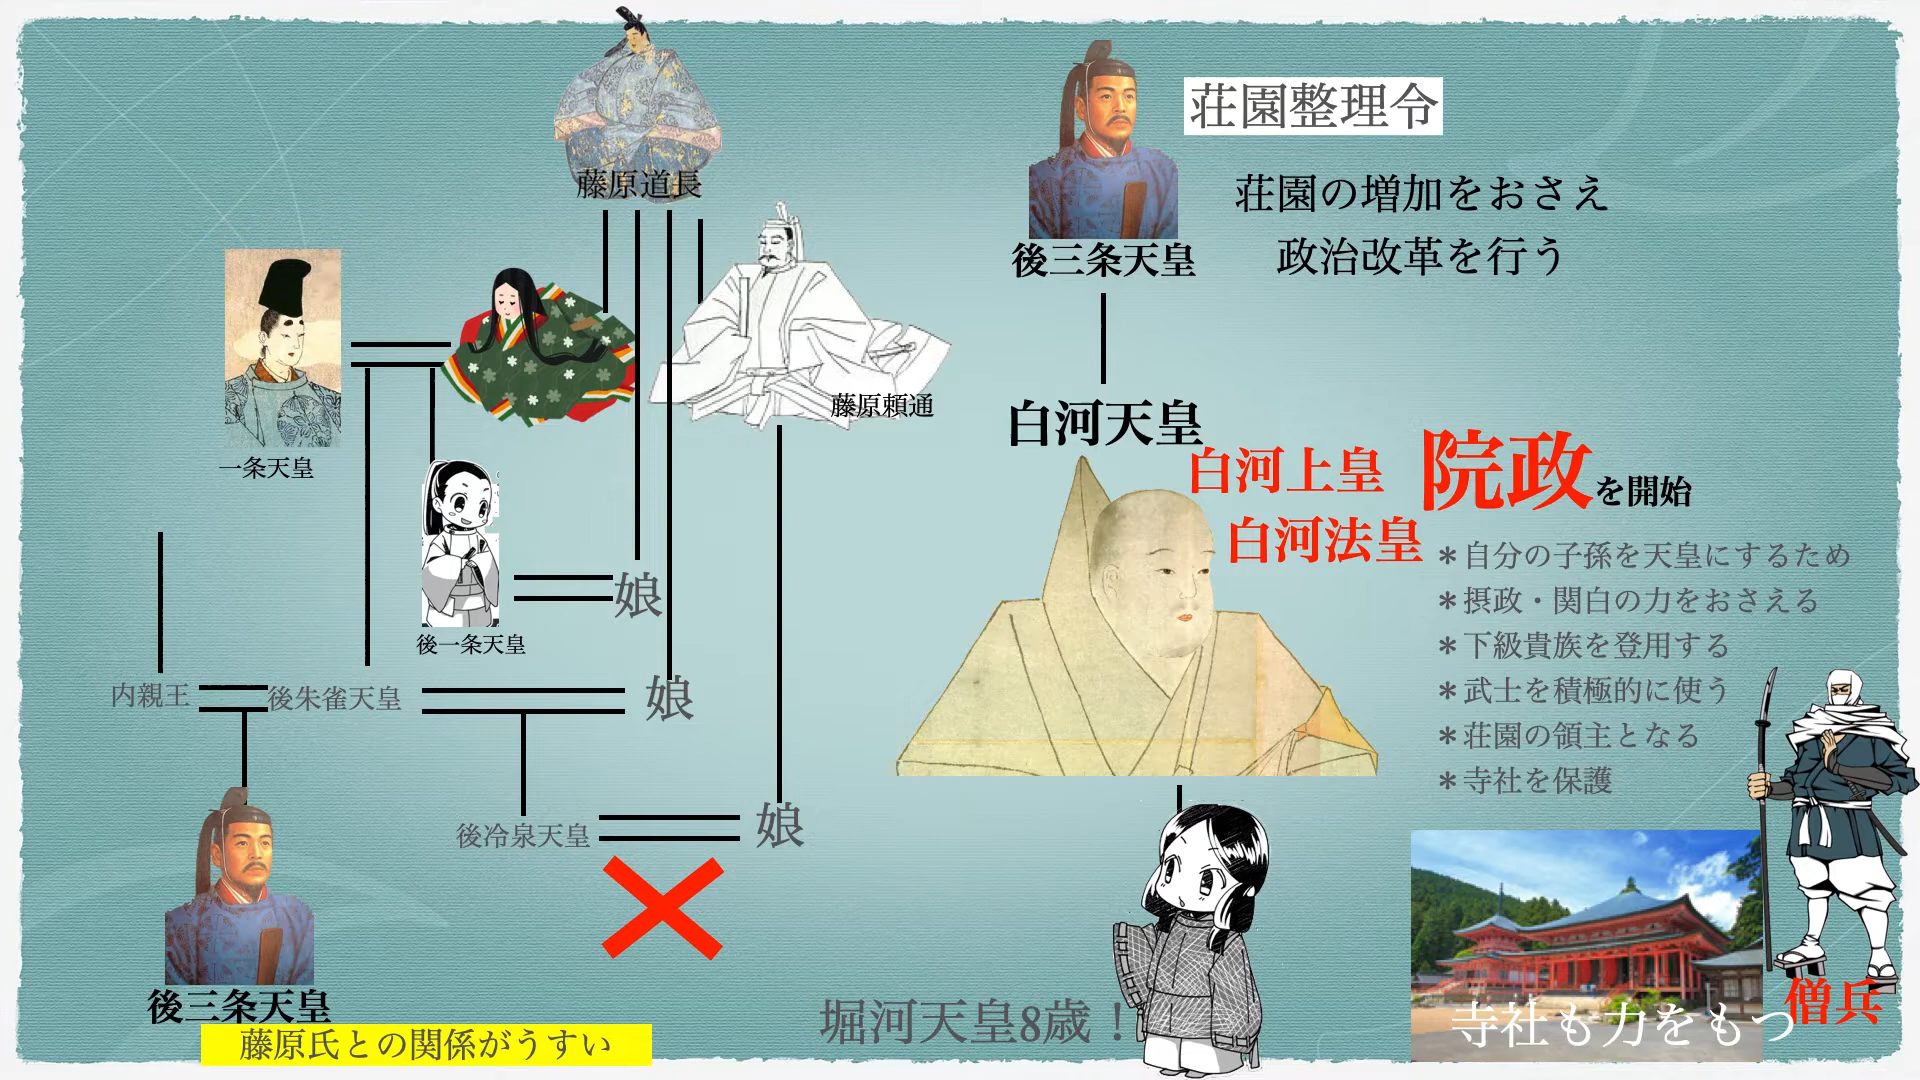 藤原道長
藤原頼通
一条天皇
後一条天皇
娘
内親王
後朱雀天皇
娘
後冷泉天皇
娘
後三条天皇
藤原氏との関係がうすい
荘園整理令
荘園の増加をおさえ
政治改革を行う
後三条天皇
白河天皇
白河上皇
白河法皇
院政を開始
＊自分の子孫を天皇にするため
＊摂政・関白の力をおさえる
＊下級貴族を登用する
＊武士を積極的に使う
＊荘園の領主となる
＊寺社を保護
堀河天皇8歳！
寺社も力をもつ
僧兵